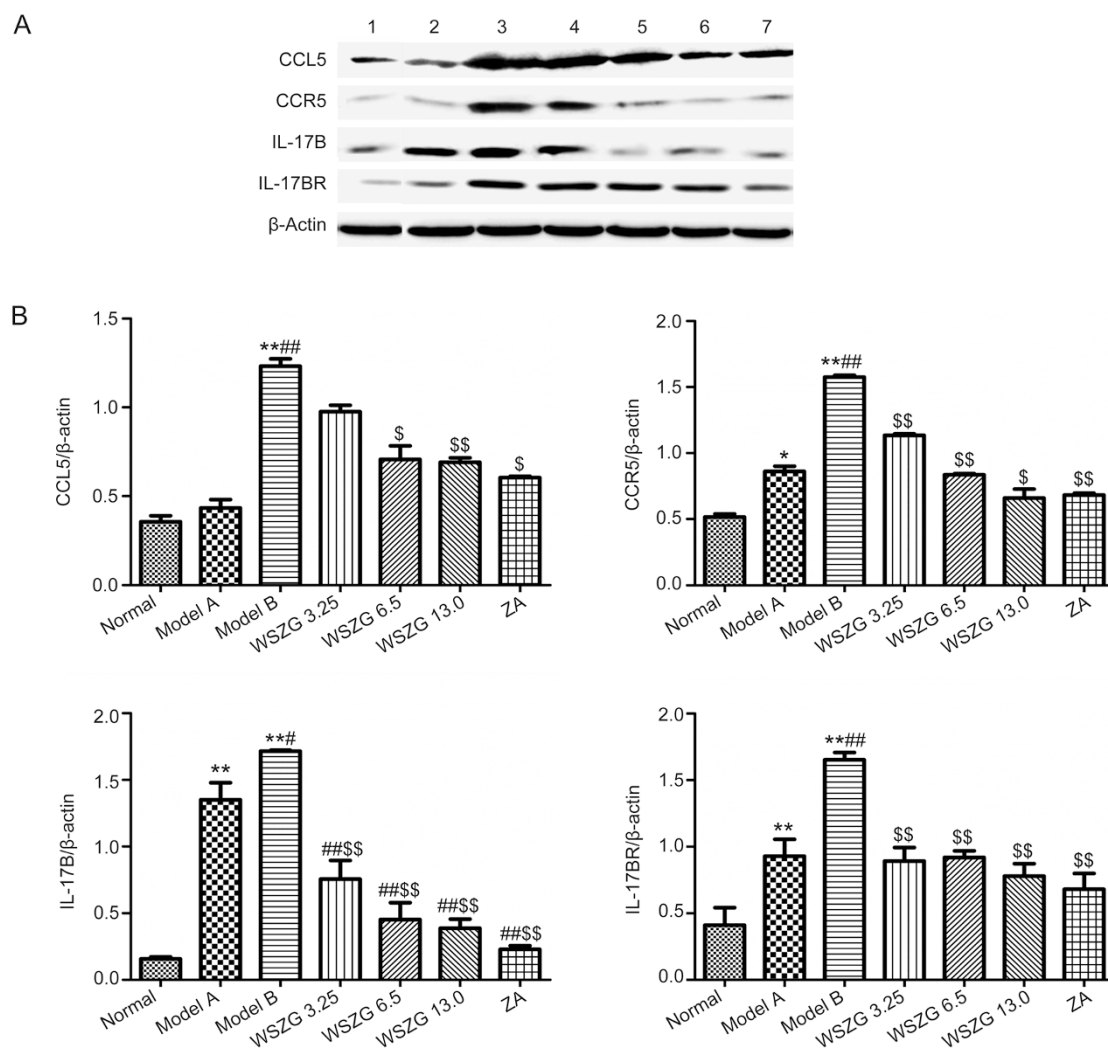 A
1 2 3 4 5 6 7
CCL5
CCR5
IL-17B
IL-17BR
β-Actin
B
CCL5/β-actin
1.5
1.0
0.5
0.0
**##
$
$$
$
Normal
Model A
Model B
WSZG 3.25
WSZG 6.5
WSZG 13.0
ZA
CCR5/β-actin
2.0
1.5
1.0
0.5
0.0
*
**##
$$
$$
$
$$
Normal
Model A
Model B
WSZG 3.25
WSZG 6.5
WSZG 13.0
ZA
IL-17B/β-actin
2.0
1.5
1.0
0.5
0.0
**
**#
##$$
##$$
##$$
##$$
Normal
Model A
Model B
WSZG 3.25
WSZG 6.5
WSZG 13.0
ZA
IL-17BR/β-actin
2.0
1.5
1.0
0.5
0.0
**
**##
$$
$$
$$
$$
Normal
Model A
Model B
WSZG 3.25
WSZG 6.5
WSZG 13.0
ZA